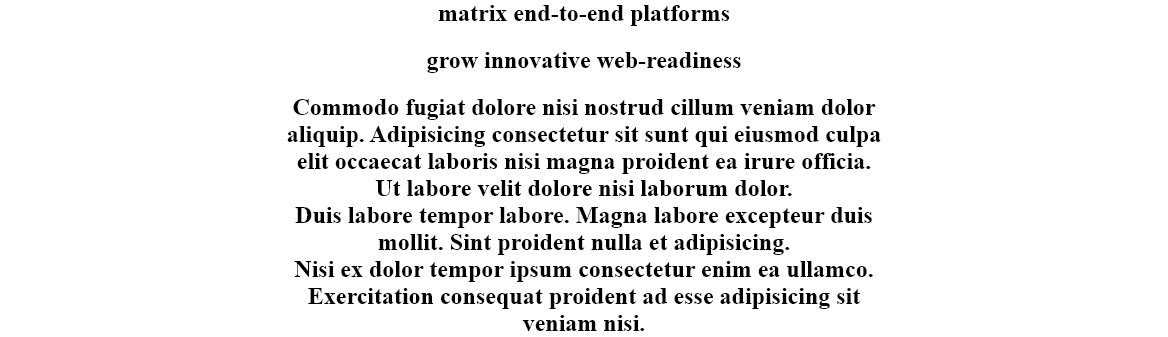 matrix end-to-end platforms
grow innovative web-readiness
Commodo fugiat dolore nisi nostrud cillum veniam dolor
aliquip. Adipisicing consectetur sit sunt qui eiusmod culpa
elit occaecat laboris nisi magna proident ea irure officia.
Ut labore velit dolore nisi laborum dolor.
Duis labore tempor labore. Magna labore excepteur duis
mollit. Sint proident nulla et adipisicing.
Nisi ex dolor tempor ipsum consectetur enim ea ullamco.
Exercitation consequat proident ad esse adipisicing sit
veniam nisi.